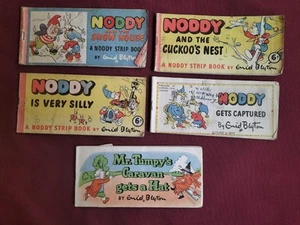 NODDY
SNOW HOUSE
A NODDY STRIP BOOK by Enid Blyton
NODDY
AND THE
CUCKOO'S NEST
6D
A NODDY STRIP BOOK BY Enid Blyton
NODDY
IS VERY SILLY
6D
A NODDY STRIP BOOK BY Enid Blyton
NODDY
GETS CAPTURED
By Enid Blyton
Mr. Tumpy's
Caravan
gets a Hat
BY Enid Blyton